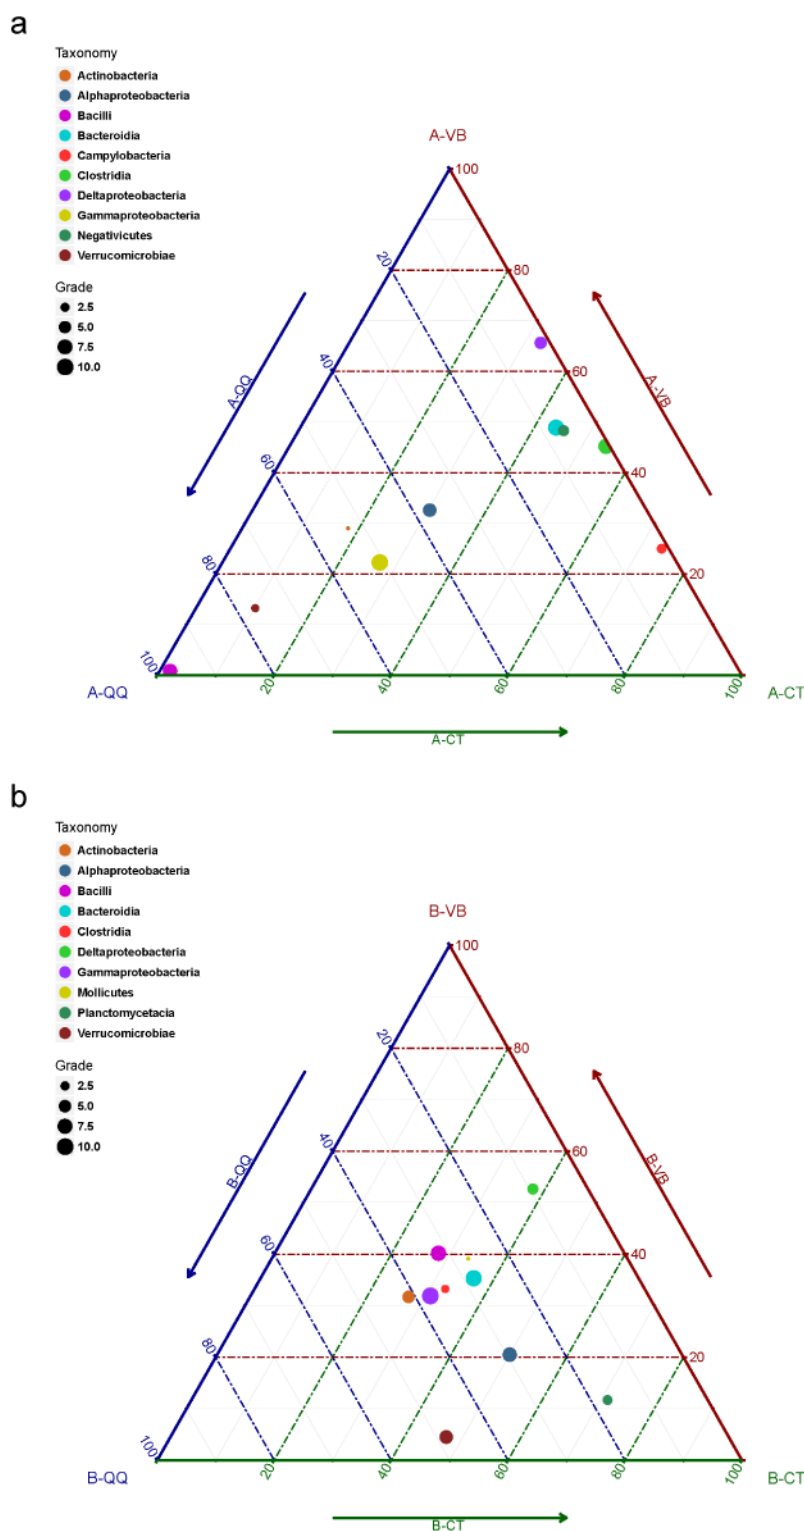 a
Taxonomy
Actinobacteria
Alphaproteobacteria
Bacilli
Bacteroidia
Campylobacteria
Clostridia
Deltaproteobacteria
Gammaproteobacteria
Negativicutes
Verrucomicrobiae
Grade
2.5
5.0
7.5
10.0
A-VB
100
20
80
40
60
60
40
80
20
100
A-QQ
A-VB
A-QQ
20
40
60
80
100
A-CT
A-CT
b
Taxonomy
Actinobacteria
Alphaproteobacteria
Bacilli
Bacteroidia
Clostridia
Deltaproteobacteria
Gammaproteobacteria
Mollicutes
Planctomycetacia
Verrucomicrobiae
Grade
2.5
5.0
7.5
10.0
B-VB
100
20
80
40
60
60
40
80
20
100
B-QQ
B-VB
B-QQ
20
40
60
80
100
B-CT
B-CT